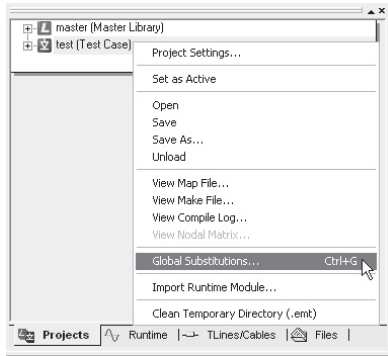 master (Master Library)
test (Test Case)
Project Settings...
Set as Active
Open
Save
Save As...
Unload
View Map File...
View Make File...
View Compile Log...
View Nodal Matrix...
Global Substitutions... Ctrl+G
Import Runtime Module...
Clean Temporary Directory (.emt)
Projects Runtime TLines/Cables Files